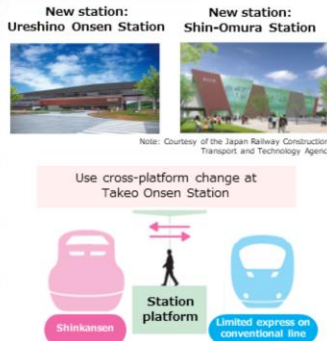 New station:
Ureshino Onsen Station
New station:
Shin-Omura Station
Note: Courtesy of the Japan Railway Construction
Transport and Technology Agenc
Use cross-platform change at
Takeo Onsen Station
Station
platform
Shinkansen
Limited express on
conventional line